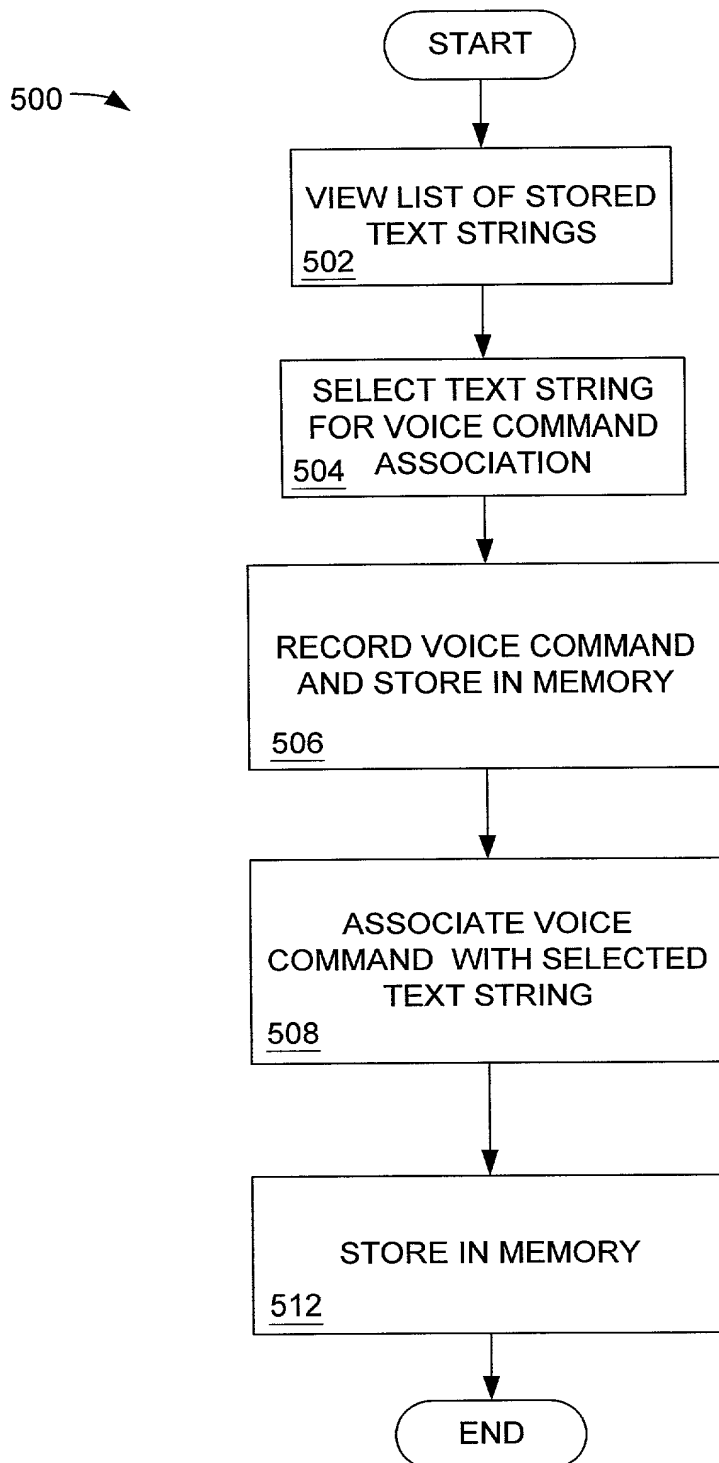 START
500
VIEW LIST OF STORED
TEXT STRINGS
502
SELECT TEXT STRING
FOR VOICE COMMAND
ASSOCIATION
504
RECORD VOICE COMMAND
AND STORE IN MEMORY
506
ASSOCIATE VOICE
COMMAND WITH SELECTED
TEXT STRING
508
STORE IN MEMORY
512
END